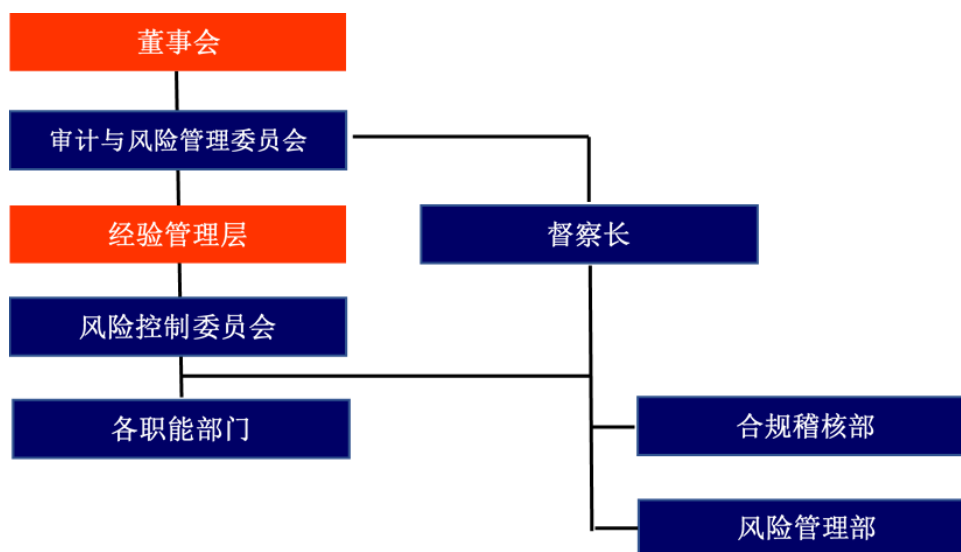 董事会
审计与风险管理委员会
经验管理层
督察长
风险控制委员会
各职能部门
合规稽核部
风险管理部